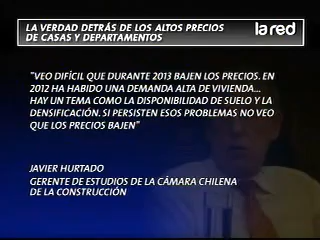 LA VERDAD DETRÁS DE LOS ALTOS PRECIOS
DE CASAS Y DEPARTAMENTOS
la red
"VEO DIFÍCIL QUE DURANTE 2013 BAJEN LOS PRECIOS. EN
2012 HA HABIDO UNA DEMANDA ALTA DE VIVIENDA...
HAY UN TEMA COMO LA DISPONIBILIDAD DE SUELO Y LA
DENSIFICACIÓN. SI PERSISTEN ESOS PROBLEMAS NO VEO
QUE LOS PRECIOS BAJEN"
JAVIER HURTADO
GERENTE DE ESTUDIOS DE LA CÁMARA CHILENA
DE LA CONSTRUCCIÓN